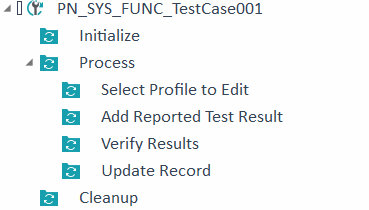 PN_SYS_FUNC_TestCase001
Initialize
Process
Select Profile to Edit
Add Reported Test Result
Verify Results
Update Record
Cleanup